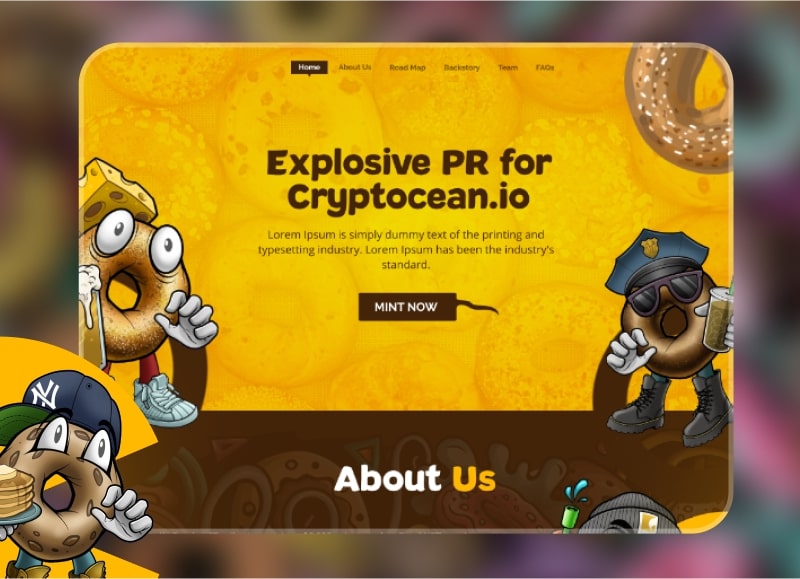 Home About Us Road Map Backstory Team FAQs
Explosive PR for
Cryptocean.io
Lorem Ipsum is simply dummy text of the printing and
typesetting industry. Lorem Ipsum has been the industry's
standard.
MINT NOW
NY
About Us